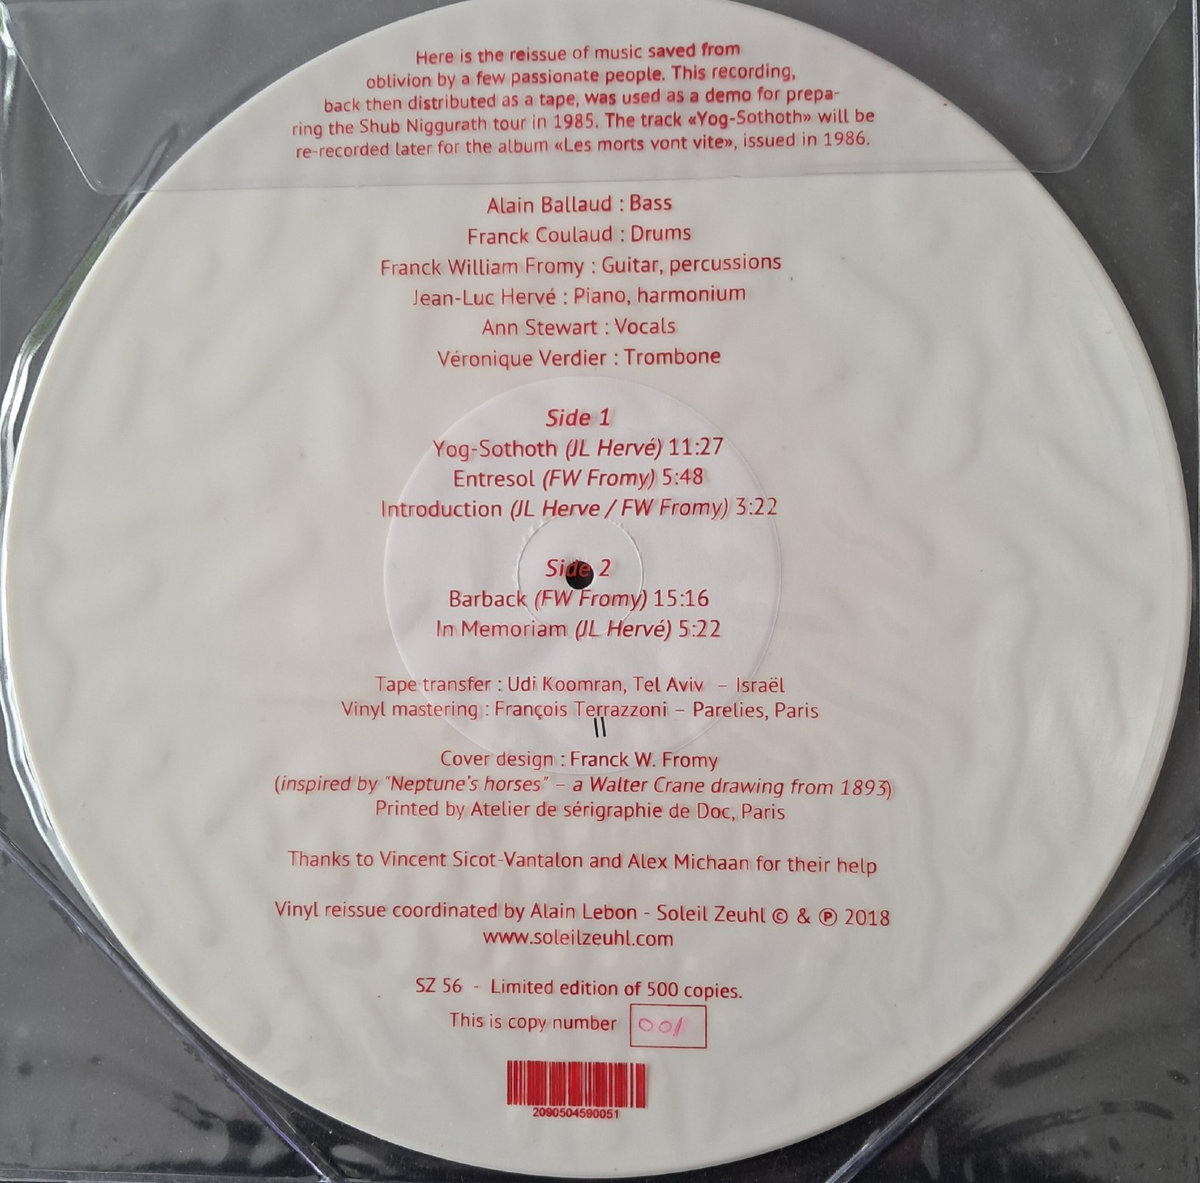 Here is the reissue of music saved from
oblivion by a few passionate people. This recording,
back then distributed as a tape, was used as a demo for prepa-
ring the Shub Niggurath tour in 1985. The track «Yog-Sothoth» will be
re-recorded later for the album «Les morts vont vite», issued in 1986.
Alain Ballaud : Bass
Franck Coulaud : Drums
Franck William Fromy : Guitar, percussions
Jean-Luc Hervé : Piano, harmonium
Ann Stewart : Vocals
Véronique Verdier : Trombone
Side 1
Yog-Sothoth (JL Hervé) 11:27
Entresol (FW Fromy) 5:48
Introduction (JL Herve / FW Fromy) 3:22
Side 2
Barback (FW Fromy) 15:16
In Memoriam (JL Hervé) 5:22
Tape transfer : Udi Koomran, Tel Aviv – Israël
Vinyl mastering : François Terrazzoni – Parelies, Paris
II
Cover design : Franck W. Fromy
(inspired by "Neptune's horses" – a Walter Crane drawing from 1893)
Printed by Atelier de sérigraphie de Doc, Paris
Thanks to Vincent Sicot-Vantalon and Alex Michaan for their help
Vinyl reissue coordinated by Alain Lebon - Soleil Zeuhl © & ℗ 2018
www.soleilzeuhl.com
SZ 56 - Limited edition of 500 copies.
This is copy number 001
2090504590051